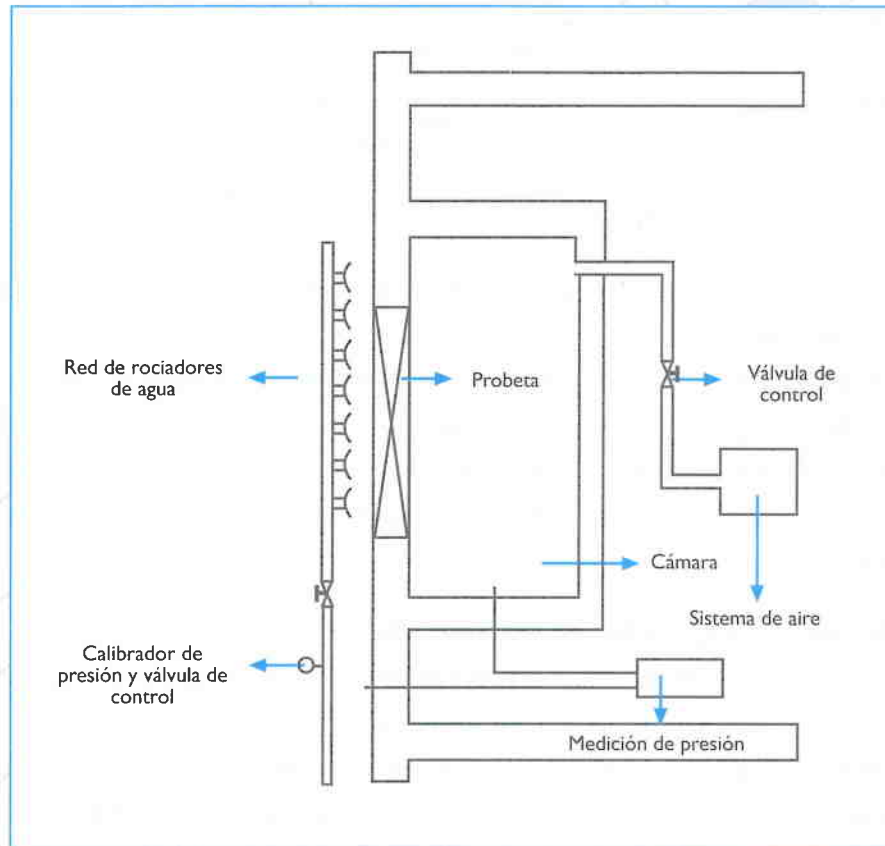 Red de rociadores
de agua
Probeta
Válvula de
control
Cámara
Sistema de aire
Calibrador de
presión y válvula de
control
Medición de presión